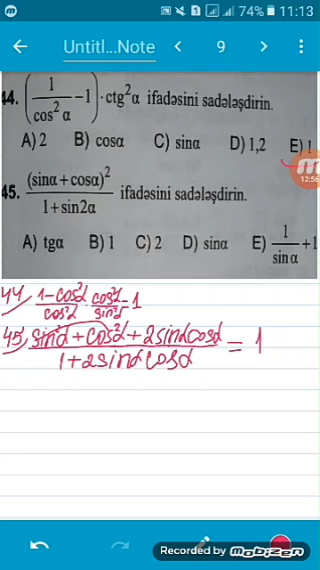 74% 11:13
Untitl...Note 9
44. (1/cos²α − 1) · ctg²α ifadəsini sadələşdirin.
A) 2 B) cosα C) sinα D) 1,2 E) 1
12:56
45. (sinα+cosα)²/(1+sin2α) ifadəsini sadələşdirin.
A) tgα B) 1 C) 2 D) sinα E) 1/sinα +1
44) (1-cos²α)/cos²α · cos²α/sin²α = 1
45) (sin²α + cos²α + 2sinαcosα)/(1+2sinαcosα) = 1
Recorded by Mobizen